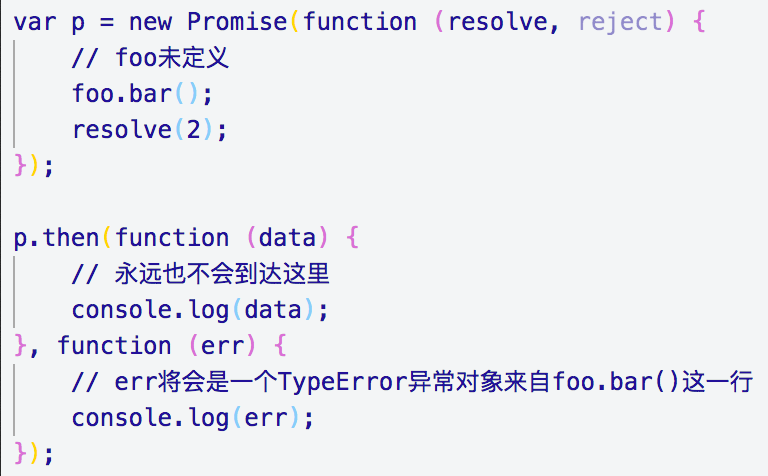 var p = new Promise(function (resolve, reject) {
    // foo未定义
    foo.bar();
    resolve(2);
});

p.then(function (data) {
    // 永远也不会到达这里
    console.log(data);
}, function (err) {
    // err将会是一个TypeError异常对象来自foo.bar()这一行
    console.log(err);
});